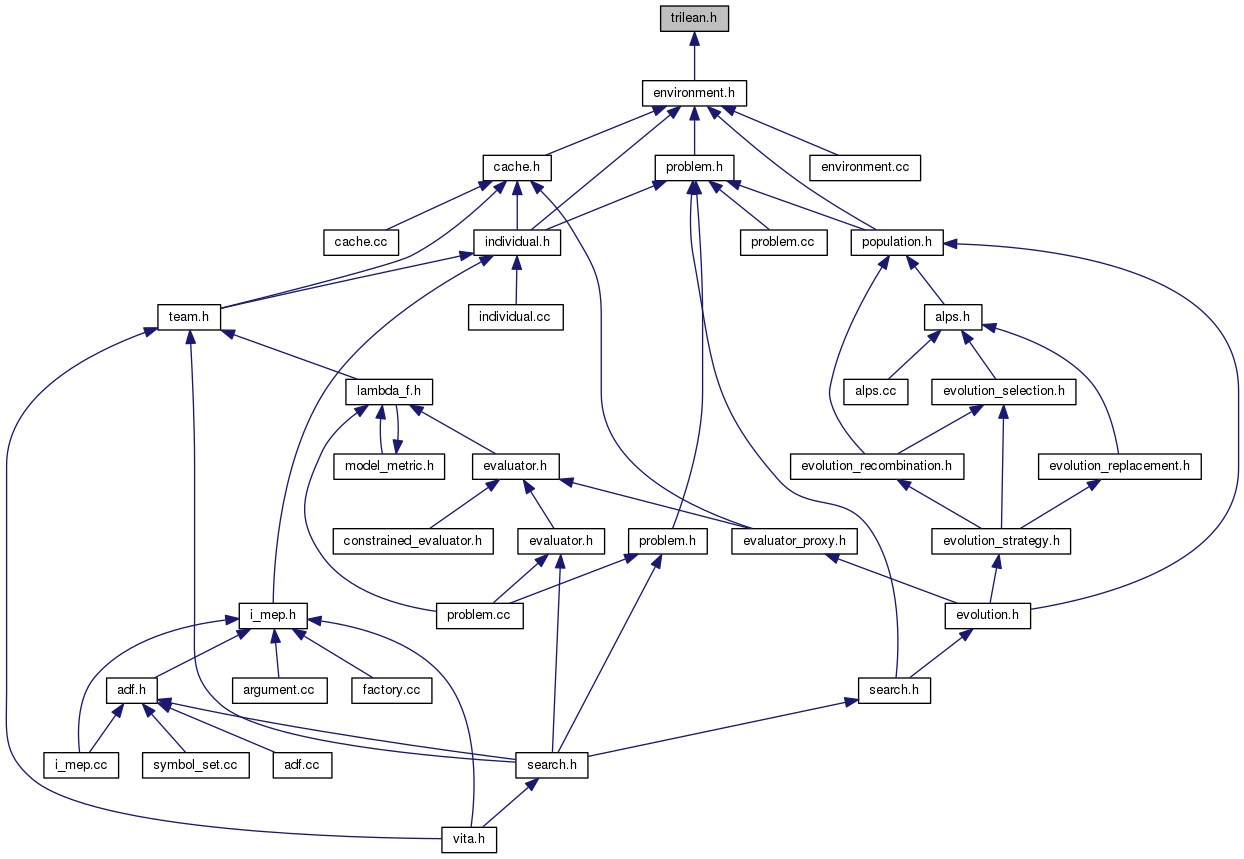 trilean.h
environment.h
cache.h
problem.h
environment.cc
cache.cc
individual.h
problem.cc
population.h
team.h
individual.cc
alps.h
lambda_f.h
alps.cc
evolution_selection.h
model_metric.h
evaluator.h
evolution_recombination.h
evolution_replacement.h
constrained_evaluator.h
evaluator.h
problem.h
evaluator_proxy.h
evolution_strategy.h
i_mep.h
problem.cc
evolution.h
adf.h
argument.cc
factory.cc
search.h
i_mep.cc
symbol_set.cc
adf.cc
search.h
vita.h